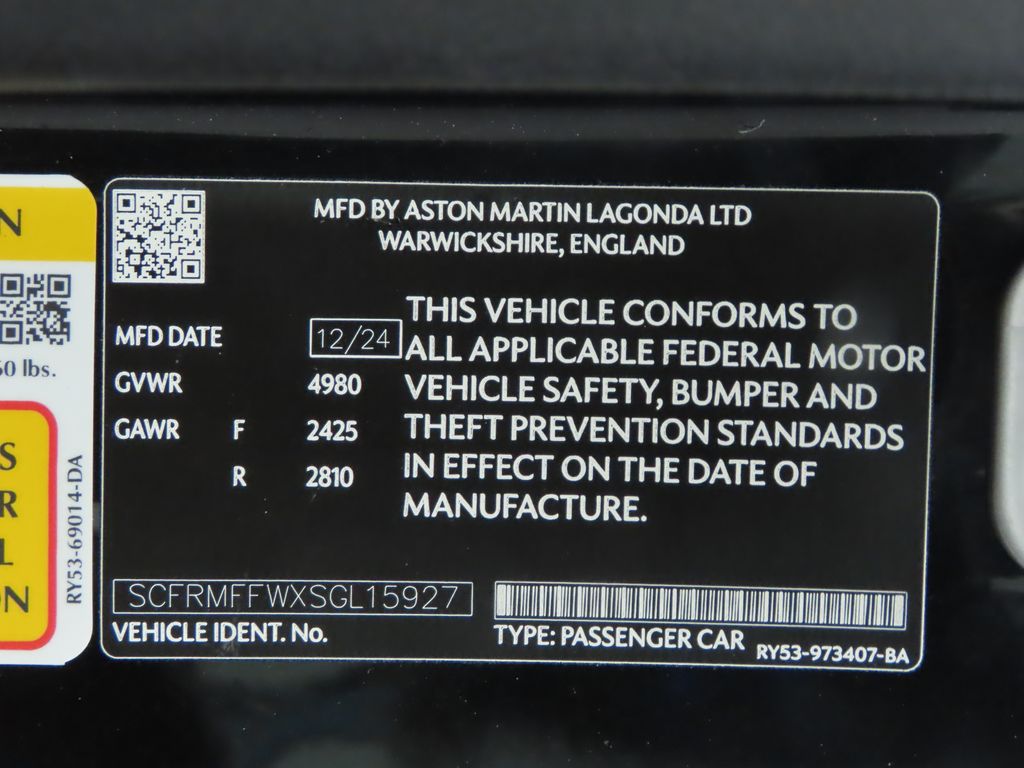 N
60 lbs.
S
R
L
ON
RY53-69014-DA
MFD BY ASTON MARTIN LAGONDA LTD
WARWICKSHIRE, ENGLAND
MFD DATE 12/24
GVWR 4980
GAWR F 2425
R 2810
THIS VEHICLE CONFORMS TO
ALL APPLICABLE FEDERAL MOTOR
VEHICLE SAFETY, BUMPER AND
THEFT PREVENTION STANDARDS
IN EFFECT ON THE DATE OF
MANUFACTURE.
SCFRMFFWXSGL15927
VEHICLE IDENT. No.
TYPE: PASSENGER CAR
RY53-973407-BA